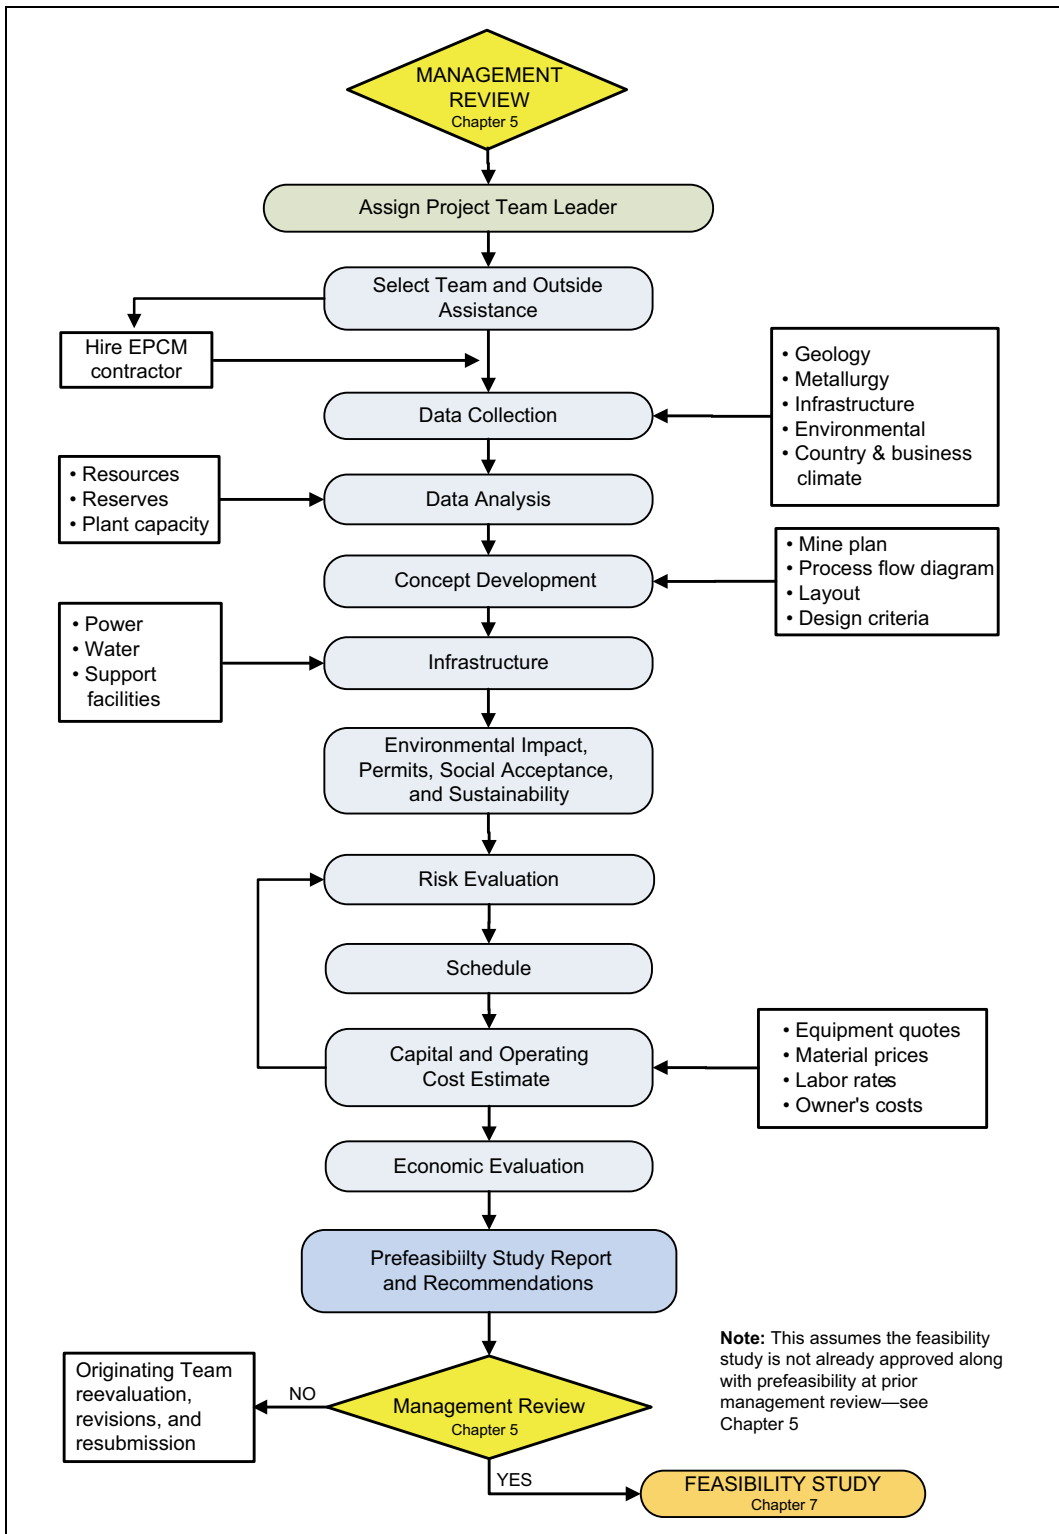 MANAGEMENT
REVIEW
Chapter 5
Assign Project Team Leader
Select Team and Outside
Assistance
Hire EPCM
contractor
• Geology
• Metallurgy
• Infrastructure
• Environmental
• Country & business
climate
Data Collection
• Resources
• Reserves
• Plant capacity
Data Analysis
• Mine plan
• Process flow diagram
• Layout
• Design criteria
Concept Development
• Power
• Water
• Support
facilities
Infrastructure
Environmental Impact,
Permits, Social Acceptance,
and Sustainability
Risk Evaluation
Schedule
Capital and Operating
Cost Estimate
• Equipment quotes
• Material prices
• Labor rates
• Owner's costs
Economic Evaluation
Prefeasibiilty Study Report
and Recommendations
Note: This assumes the feasibility
study is not already approved along
with prefeasibility at prior
management review—see
Chapter 5
Originating Team
reevaluation,
revisions, and
resubmission
NO
Management Review
Chapter 5
YES
FEASIBILITY STUDY
Chapter 7